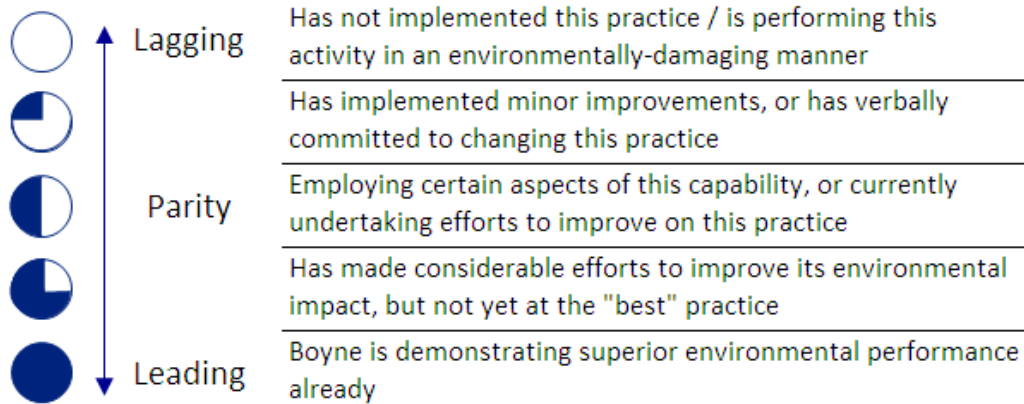 Lagging
Has not implemented this practice / is performing this
activity in an environmentally-damaging manner
Has implemented minor improvements, or has verbally
committed to changing this practice
Parity
Employing certain aspects of this capability, or currently
undertaking efforts to improve on this practice
Has made considerable efforts to improve its environmental
impact, but not yet at the "best" practice
Leading
Boyne is demonstrating superior environmental performance
already